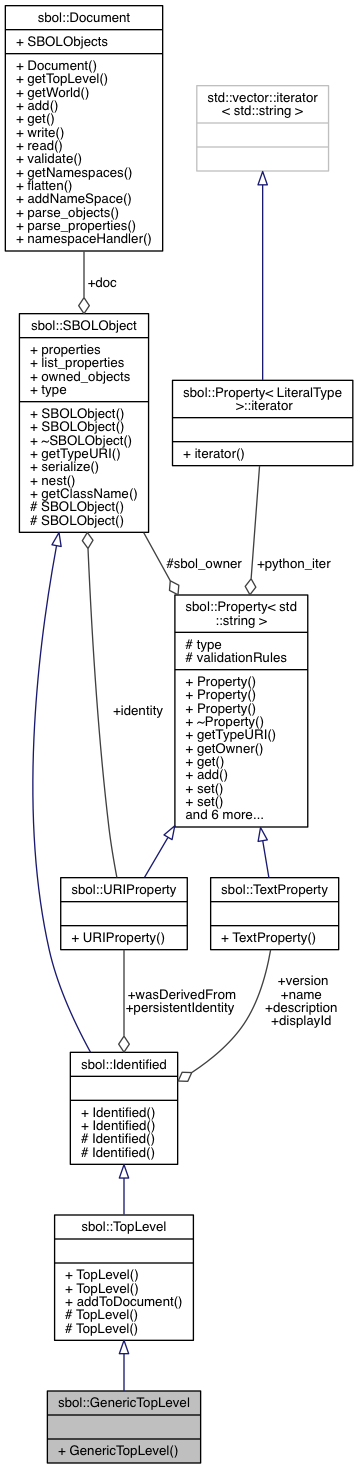 sbol::Document
+ SBOLObjects
+ Document()
+ getTopLevel()
+ getWorld()
+ add()
+ get()
+ write()
+ read()
+ validate()
+ getNamespaces()
+ flatten()
+ addNameSpace()
+ parse_objects()
+ parse_properties()
+ namespaceHandler()
std::vector::iterator
< std::string >
+doc
sbol::SBOLObject
+ properties
+ list_properties
+ owned_objects
+ type
+ SBOLObject()
+ SBOLObject()
+ ~SBOLObject()
+ getTypeURI()
+ serialize()
+ nest()
+ getClassName()
# SBOLObject()
# SBOLObject()
sbol::Property< LiteralType
>::iterator
+ iterator()
#sbol_owner
+python_iter
sbol::Property< std
::string >
# type
# validationRules
+ Property()
+ Property()
+ Property()
+ ~Property()
+ getTypeURI()
+ getOwner()
+ get()
+ add()
+ set()
+ set()
and 6 more...
+identity
sbol::URIProperty
+ URIProperty()
sbol::TextProperty
+ TextProperty()
+wasDerivedFrom
+persistentIdentity
+version
+name
+description
+displayId
sbol::Identified
+ Identified()
+ Identified()
# Identified()
# Identified()
sbol::TopLevel
+ TopLevel()
+ TopLevel()
+ addToDocument()
# TopLevel()
# TopLevel()
sbol::GenericTopLevel
+ GenericTopLevel()